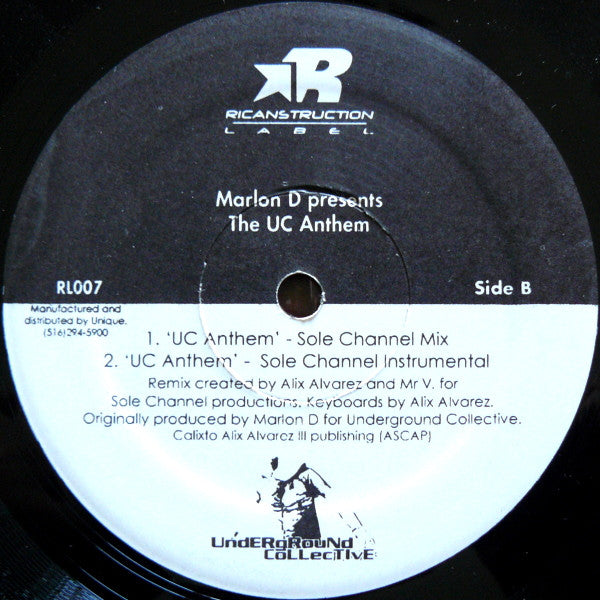 R
RICANSTRUCTION
LABEL
Marlon D presents
The UC Anthem
RL007
Side B
Manufactured and
distributed by Unique.
(516)294-5900
1. ‘UC Anthem’ - Sole Channel Mix
2. ‘UC Anthem’ - Sole Channel Instrumental
Remix created by Alix Alvarez and Mr V. for
Sole Channel productions. Keyboards by Alix Alvarez.
Originally produced by Marlon D for Underground Collective.
Calixto Alix Alvarez III publishing (ASCAP)
UndERgRouNd
CoLLecTIvE